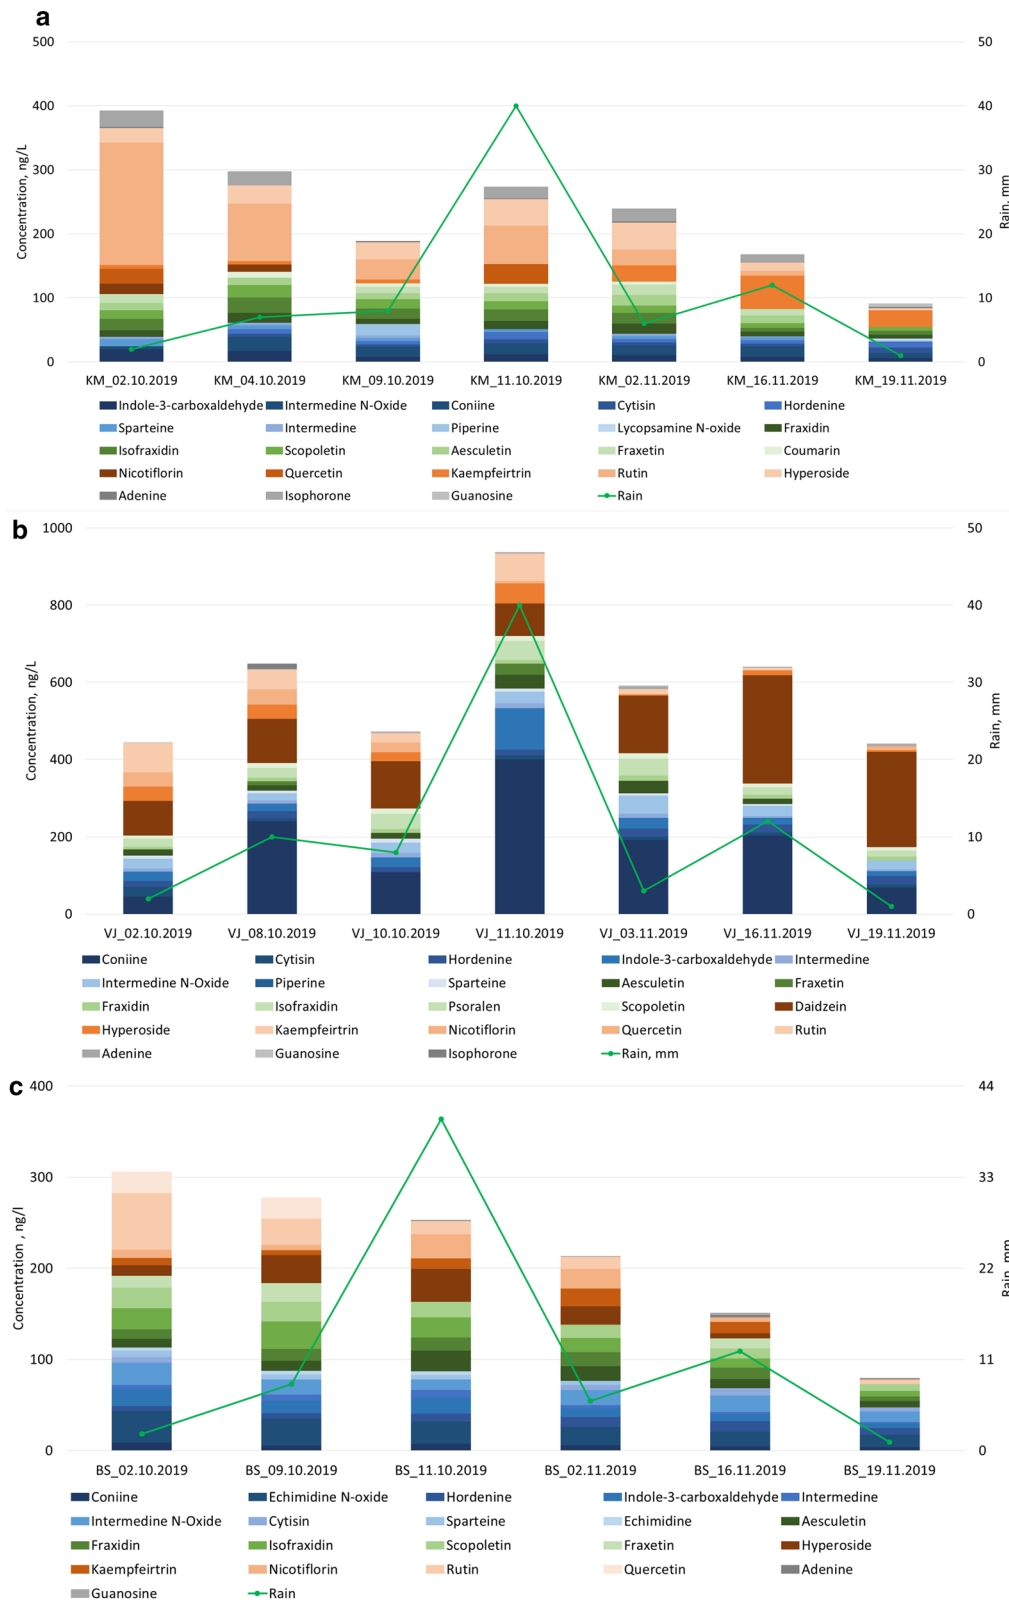 a
500
50
400
40
300
30
200
20
100
10
0
0
Concentration, ng/L
Rain, mm
KM_02.10.2019 KM_04.10.2019 KM_09.10.2019 KM_11.10.2019 KM_02.11.2019 KM_16.11.2019 KM_19.11.2019
Indole-3-carboxaldehyde Intermedine N-Oxide Coniine Cytisin Hordenine
Sparteine Intermedine Piperine Lycopsamine N-oxide Fraxidin
Isofraxidin Scopoletin Aesculetin Fraxetin Coumarin
Nicotiflorin Quercetin Kaempfeirtrin Rutin Hyperoside
Adenine Isophorone Guanosine Rain
b
1000
50
800
40
600
30
400
20
200
10
0
0
Concentration, ng/L
Rain, mm
VJ_02.10.2019 VJ_08.10.2019 VJ_10.10.2019 VJ_11.10.2019 VJ_03.11.2019 VJ_16.11.2019 VJ_19.11.2019
Coniine Cytisin Hordenine Indole-3-carboxaldehyde Intermedine
Intermedine N-Oxide Piperine Sparteine Aesculetin Fraxetin
Fraxidin Isofraxidin Psoralen Scopoletin Daidzein
Hyperoside Kaempfeirtrin Nicotiflorin Quercetin Rutin
Adenine Guanosine Isophorone Rain, mm
c
400
44
300
33
200
22
100
11
0
0
Concentration , ng/l
Rain, mm
BS_02.10.2019 BS_09.10.2019 BS_11.10.2019 BS_02.11.2019 BS_16.11.2019 BS_19.11.2019
Coniine Echimidine N-oxide Hordenine Indole-3-carboxaldehyde Intermedine
Intermedine N-Oxide Cytisin Sparteine Echimidine Aesculetin
Fraxidin Isofraxidin Scopoletin Fraxetin Hyperoside
Kaempfeirtrin Nicotiflorin Rutin Quercetin Adenine
Guanosine Rain